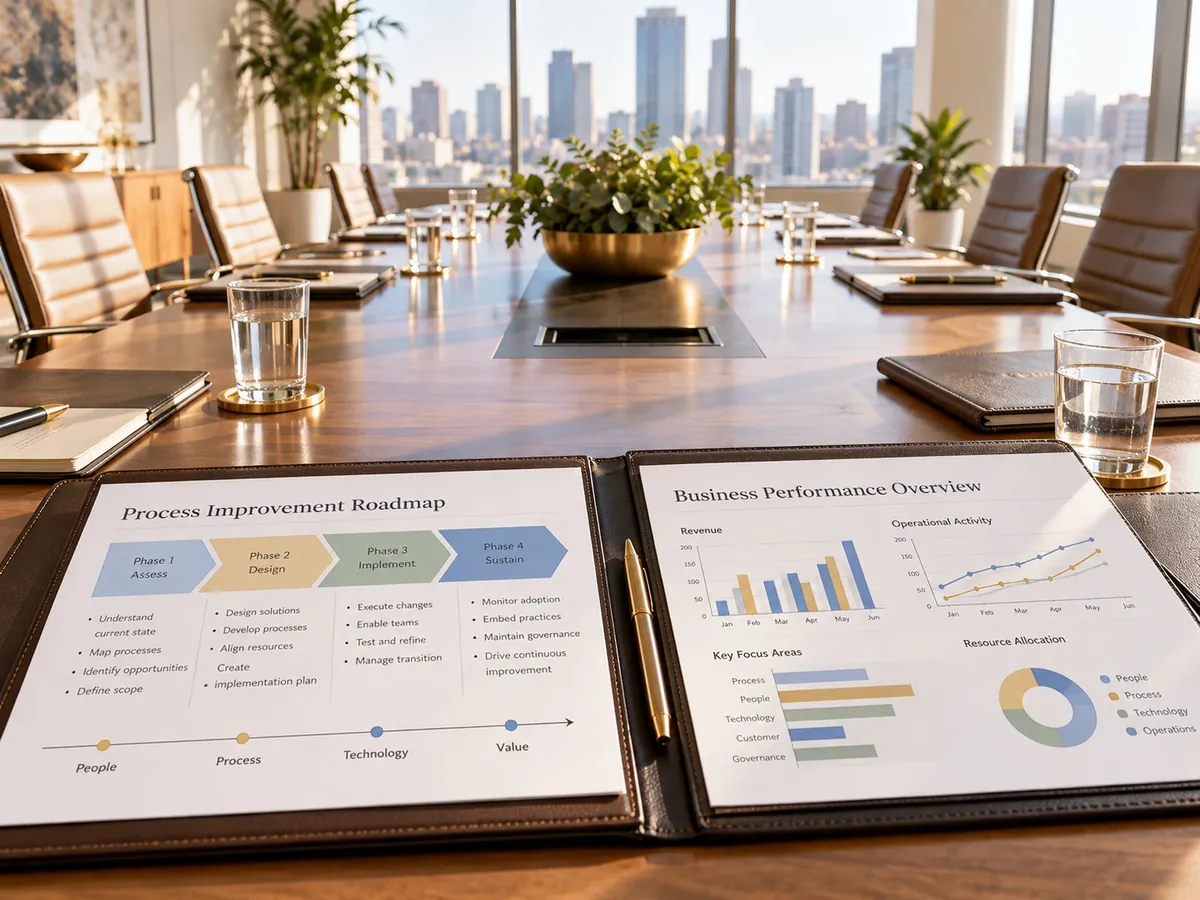 Process Improvement Roadmap
Phase 1
Assess
Phase 2
Design
Phase 3
Implement
Phase 4
Sustain
• Understand
current state
• Map processes
• Identify opportunities
• Define scope
• Design solutions
• Develop processes
• Align resources
Create
• implementation plan
• Execute changes
• Enable teams
• Test and refine
• Manage transition
• Monitor adoption
• Embed practices
• Maintain governance
• Drive continuous
improvement
People
Process
Technology
Value
Business Performance Overview
Revenue
200
150
100
50
Jan Feb Mar Apr May Jun
Operational Activity
200
150
100
50
0
Jan Feb Mar Apr May Jun
Key Focus Areas
Process
People
Technology
Customer
Governance
Resource Allocation
People
Process
Technology
Operations